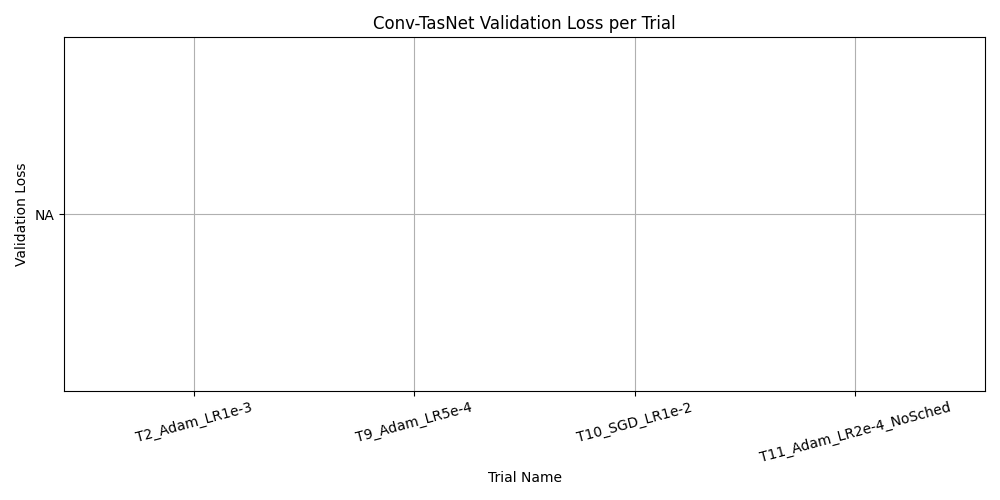 Conv-TasNet Validation Loss per Trial
Validation Loss
NA
T2_Adam_LR1e-3
T9_Adam_LR5e-4
T10_SGD_LR1e-2
T11_Adam_LR2e-4_NoSched
Trial Name